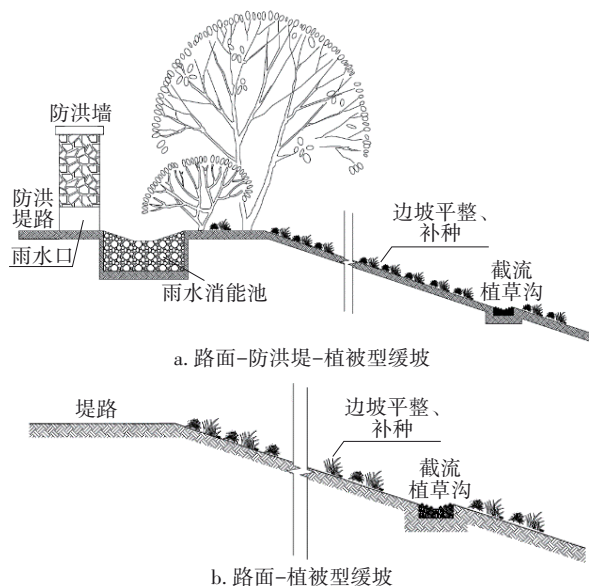 防洪墙
防洪
堤路
雨水口
雨水消能池
边坡平整、
补种
截流
植草沟
a. 路面-防洪堤-植被型缓坡
堤路
边坡平整、
补种
截流
植草沟
b. 路面-植被型缓坡